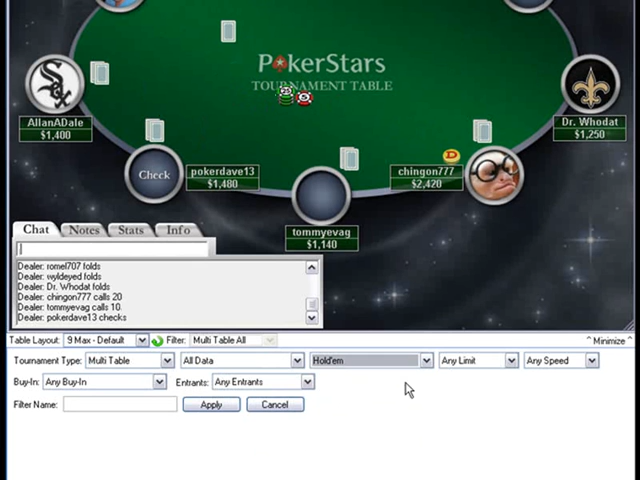 PokerStars
TOURNAMENT TABLE
25
5
AllanADale
$1,400
Dr. Whodat
$1,250
Check
pokerdave13
$1,480
D
chingon777
$2,420
tommyevag
$1,140
Chat Notes Stats Info
Dealer: romel707 folds
Dealer: wyldeyed folds
Dealer: Dr. Whodat folds
Dealer: chingon777 calls 20
Dealer: tommyevag calls 10
Dealer: pokerdave13 checks
Table Layout: 9 Max - Default Filter: Multi Table All ^ Minimize ^
Tournament Type: Multi Table All Data Hold'em Any Limit Any Speed
Buy-In: Any Buy-In Entrants: Any Entrants
Filter Name: Apply Cancel